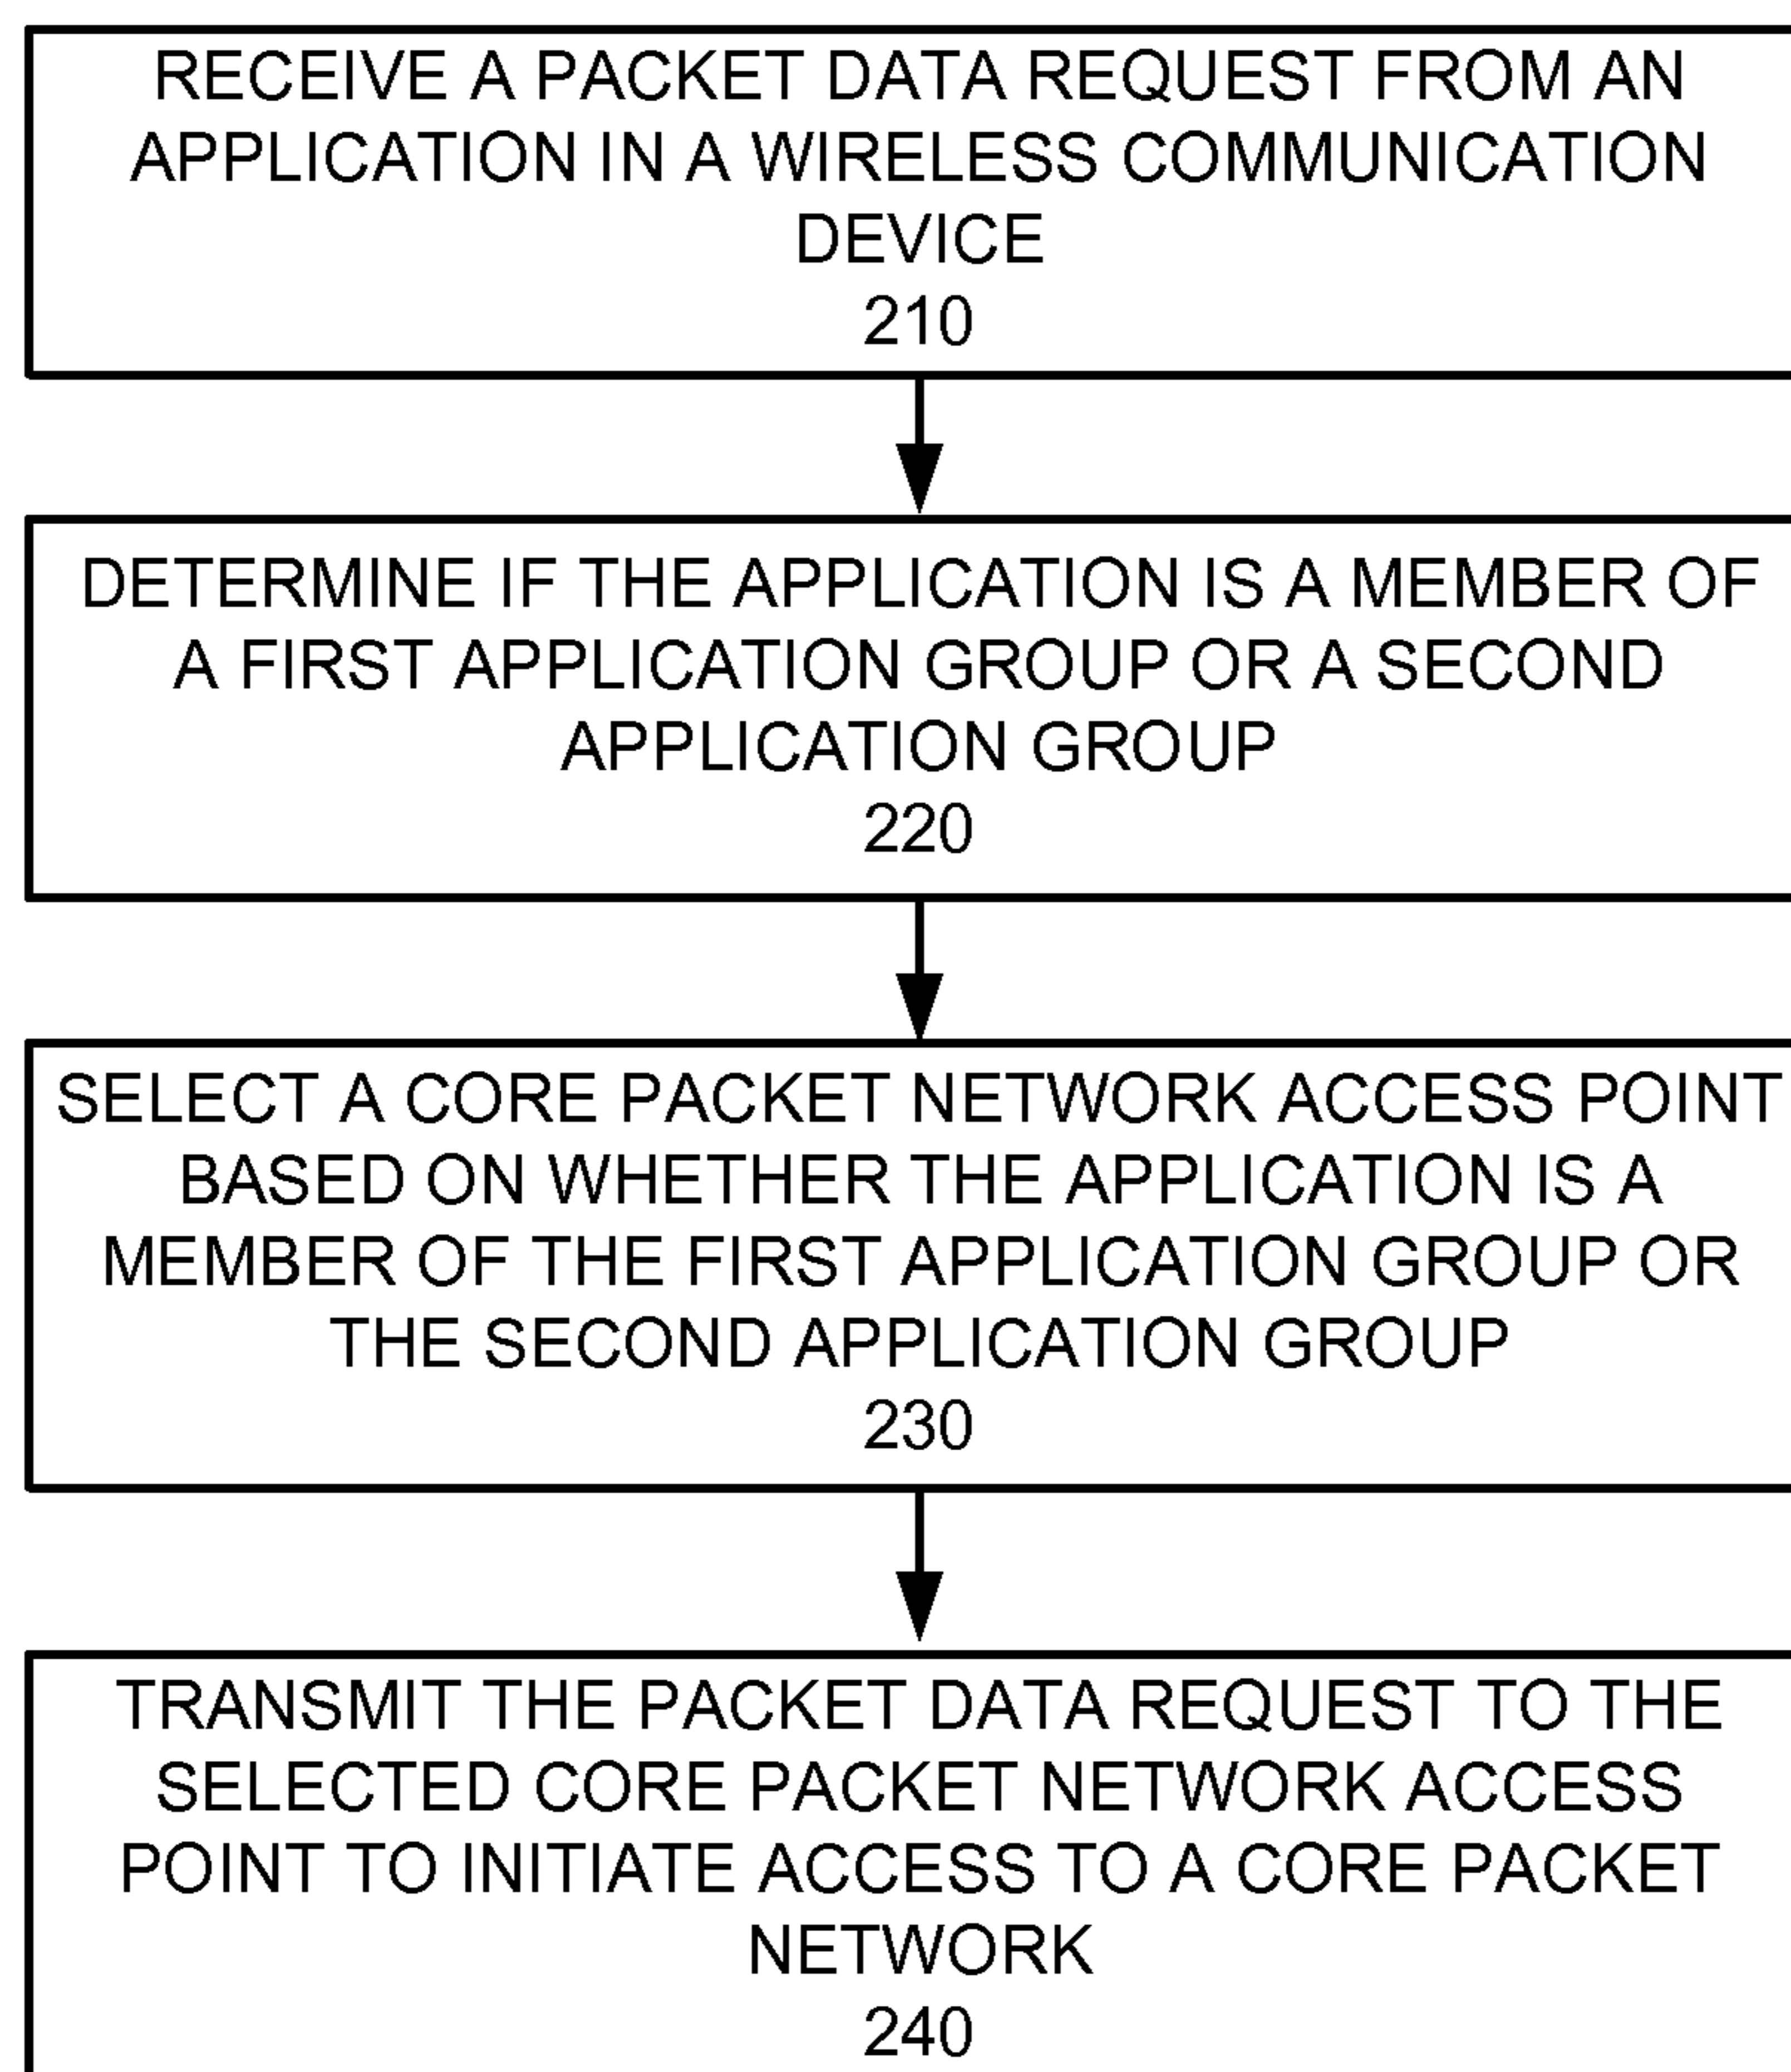 RECEIVE A PACKET DATA REQUEST FROM AN
APPLICATION IN A WIRELESS COMMUNICATION
DEVICE
210
DETERMINE IF THE APPLICATION IS A MEMBER OF
A FIRST APPLICATION GROUP OR A SECOND
APPLICATION GROUP
220
SELECT A CORE PACKET NETWORK ACCESS POINT
BASED ON WHETHER THE APPLICATION IS A
MEMBER OF THE FIRST APPLICATION GROUP OR
THE SECOND APPLICATION GROUP
230
TRANSMIT THE PACKET DATA REQUEST TO THE
SELECTED CORE PACKET NETWORK ACCESS
POINT TO INITIATE ACCESS TO A CORE PACKET
NETWORK
240